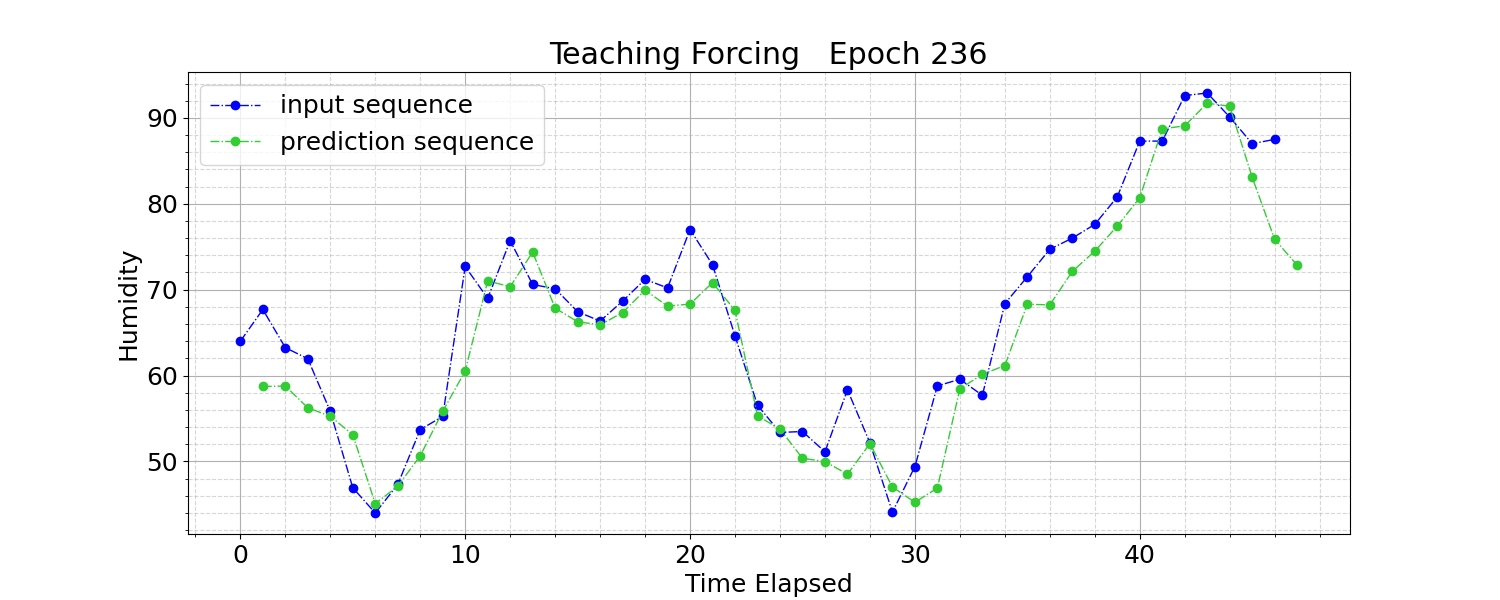 Teaching Forcing   Epoch 236
input sequence
prediction sequence
90
80
70
60
50
Humidity
0 10 20 30 40
Time Elapsed